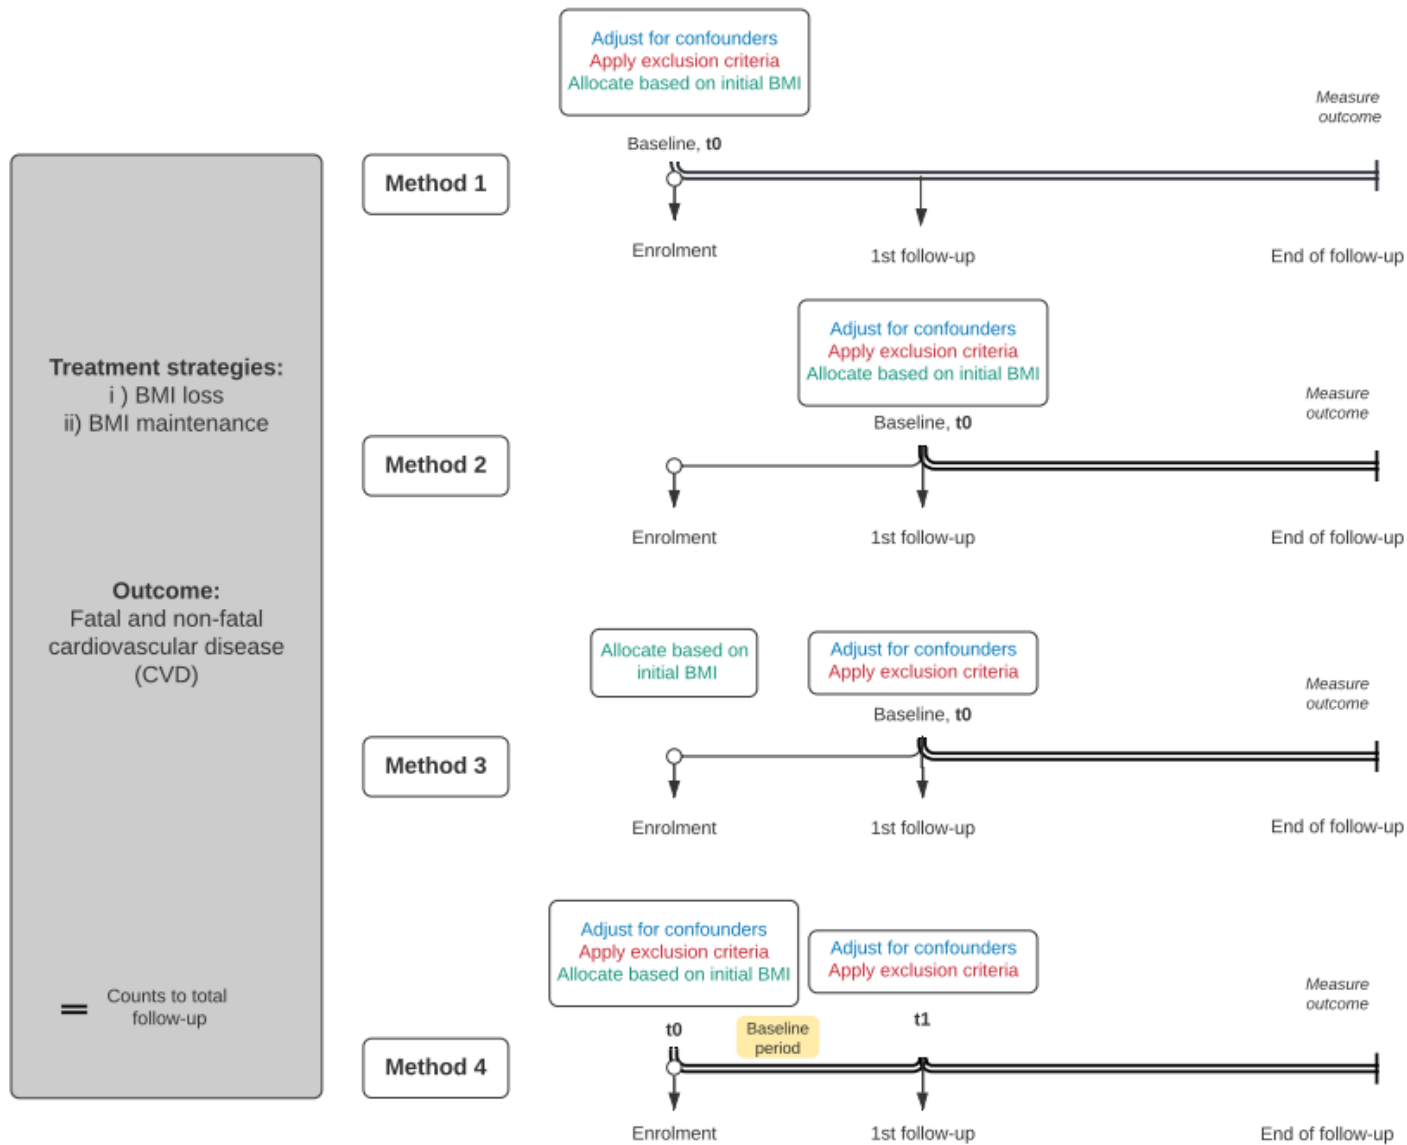 Treatment strategies:
i ) BMI loss
ii) BMI maintenance
Outcome:
Fatal and non-fatal
cardiovascular disease
(CVD)
Counts to total
follow-up
Method 1
Adjust for confounders
Apply exclusion criteria
Allocate based on initial BMI
Baseline, t0
Measure
outcome
Enrolment
1st follow-up
End of follow-up
Method 2
Adjust for confounders
Apply exclusion criteria
Allocate based on initial BMI
Baseline, t0
Measure
outcome
Enrolment
1st follow-up
End of follow-up
Method 3
Allocate based on
initial BMI
Adjust for confounders
Apply exclusion criteria
Baseline, t0
Measure
outcome
Enrolment
1st follow-up
End of follow-up
Method 4
Adjust for confounders
Apply exclusion criteria
Allocate based on initial BMI
Adjust for confounders
Apply exclusion criteria
t0
Baseline
period
t1
Measure
outcome
Enrolment
1st follow-up
End of follow-up